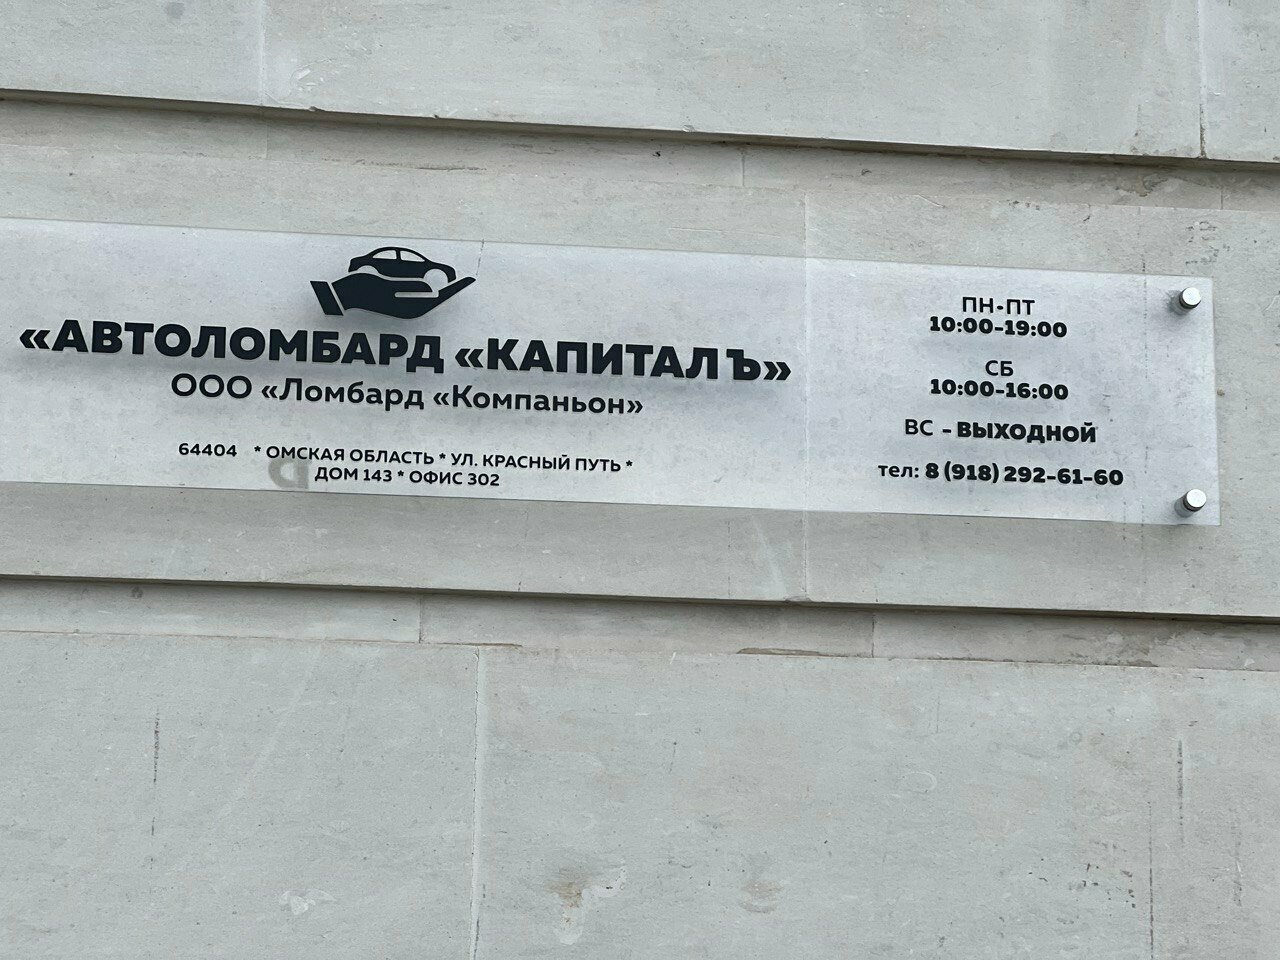 «АВТОЛОМБАРД «КАПИТАЛЪ»
ООО «Ломбард «Компаньон»
64404 * ОМСКАЯ ОБЛАСТЬ * УЛ. КРАСНЫЙ ПУТЬ *
ДОМ 143 * ОФИС 302
ПН-ПТ
10:00-19:00
СБ
10:00-16:00
ВС - ВЫХОДНОЙ
тел: 8 (918) 292-61-60